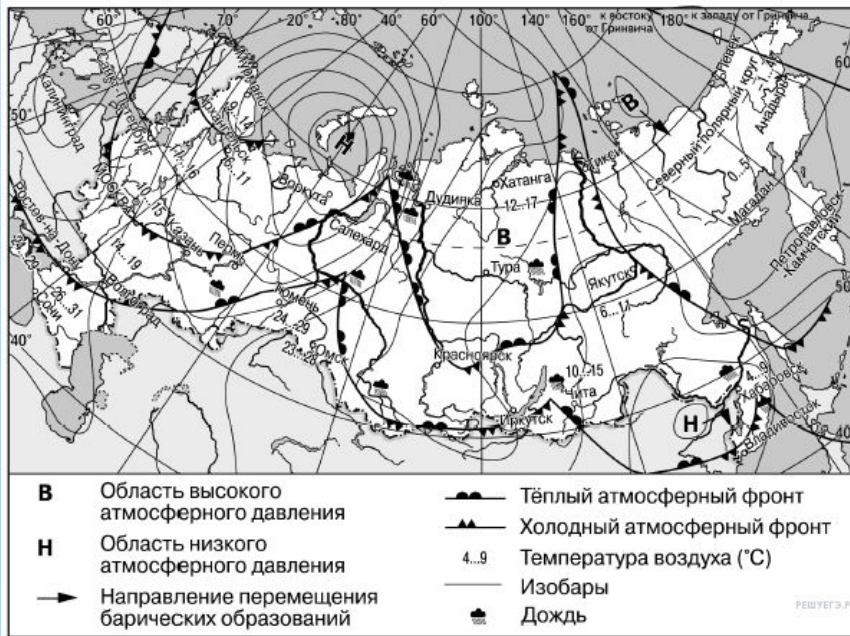 60° 70° 20° 80° 40° 60° 100° 140° 160° к востоку от Гринвича 180° к западу от Гринвича
60°
50°
Калининград
Санкт-Петербург
Мурманск
9...14
Архангельск
6...11
Н
Воркута
В
Певек
Северный полярный круг
Анадырь
0...5
Тикси
Хатанга
12...17
Дудинка
МОСКВА
10...15
Казань
Пермь
Салехард
В
Магадан
Петропавловск-Камчатский
Ростов-на-Дону
14...19
Тура
Якутск
6...11
50°
26...31
Сочи
Волгоград
Тюмень
24...29
Омск
Красноярск
10...15
Чита
Иркутск
4...9
Хабаровск
Владивосток
Н
40°
40°
В Область высокого
атмосферного давления
Н Область низкого
атмосферного давления
Направление перемещения
барических образований
Тёплый атмосферный фронт
Холодный атмосферный фронт
4...9 Температура воздуха (°С)
Изобары
Дождь